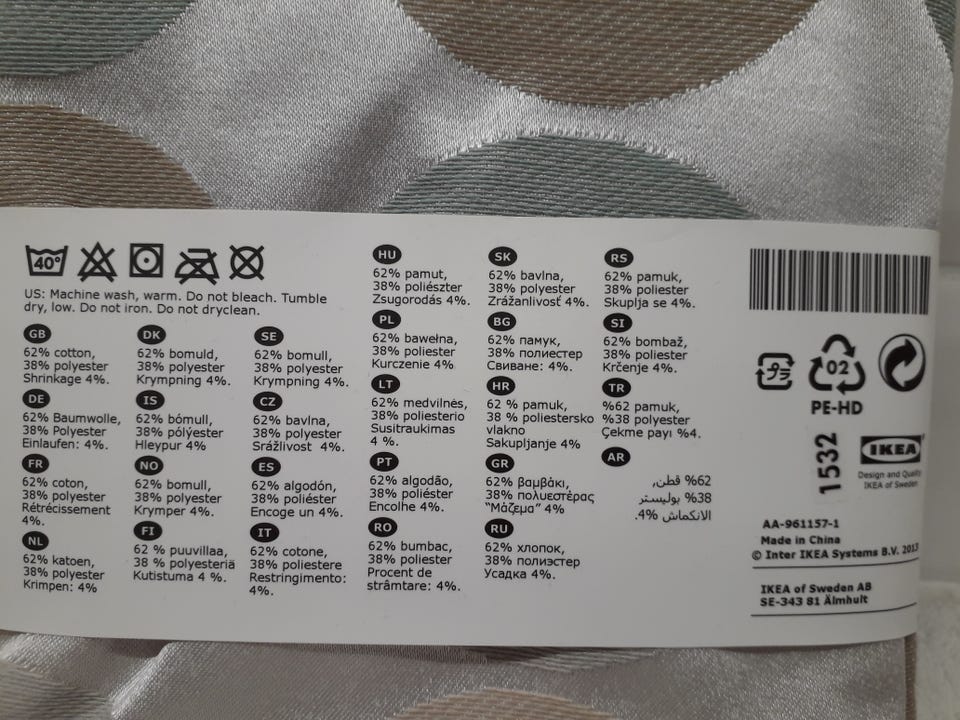 40°
US: Machine wash, warm. Do not bleach. Tumble
dry, low. Do not iron. Do not dryclean.
GB
62% cotton,
38% polyester
Shrinkage 4%.
DE
62% Baumwolle,
38% Polyester
Einlaufen: 4%.
FR
62% coton,
38% polyester
Rétrécissement
4%.
NL
62% katoen,
38% polyester
Krimpen: 4%
DK
62% bomuld,
38% polyester
Krympning 4%.
IS
62% bómull,
38% pólýester
Hleypur 4%
NO
62% bomull,
38% polyester
Krymper 4%.
FI
62 % puuvillaa,
38 % polyesteriä
Kutistuma 4 %.
SE
62% bomull,
38% polyester
Krympning 4%.
CZ
62% bavlna,
38% polyester
Srážlivost 4%.
ES
62% algodón,
38% poliéster
Encoge un 4%.
IT
62% cotone,
38% poliestere
Restringimento:
4%.
HU
62% pamut,
38% poliészter
Zsugorodás 4%.
PL
62% bawełna,
38% poliester
Kurczenie 4%
LT
62% medvilnės,
38% poliesterio
Susitraukimas
4 %.
PT
62% algodão,
38% poliéster
Encolhe 4%.
RO
62% bumbac,
38% poliester
Procent de
strâmtare: 4%.
SK
62% bavlna,
38% polyester
Zrážanlivosť 4%.
BG
62% памук,
38% полиестер
Свиване: 4%.
HR
62 % pamuk,
38 % poliestersko
vlakno
Sakupljanje 4%
GR
62% βαμβάκι,
38% πολυεστέρας
“Μάζεμα” 4%
RU
62% хлопок,
38% полиэстер
Усадка 4%.
RS
62% pamuk,
38% poliester
Skuplja se 4%.
SI
62% bombaž,
38% poliester
Krčenje 4%.
TR
%62 pamuk,
%38 polyester
Çekme payı %4.
AR
62% قطن,
38% بوليستر
الانكماش 4%.
02
PE-HD
1532
IKEA
Design and Quality
IKEA of Sweden
AA-961157-1
Made in China
© Inter IKEA Systems B.V. 2013
IKEA of Sweden AB
SE-343 81 Älmhult